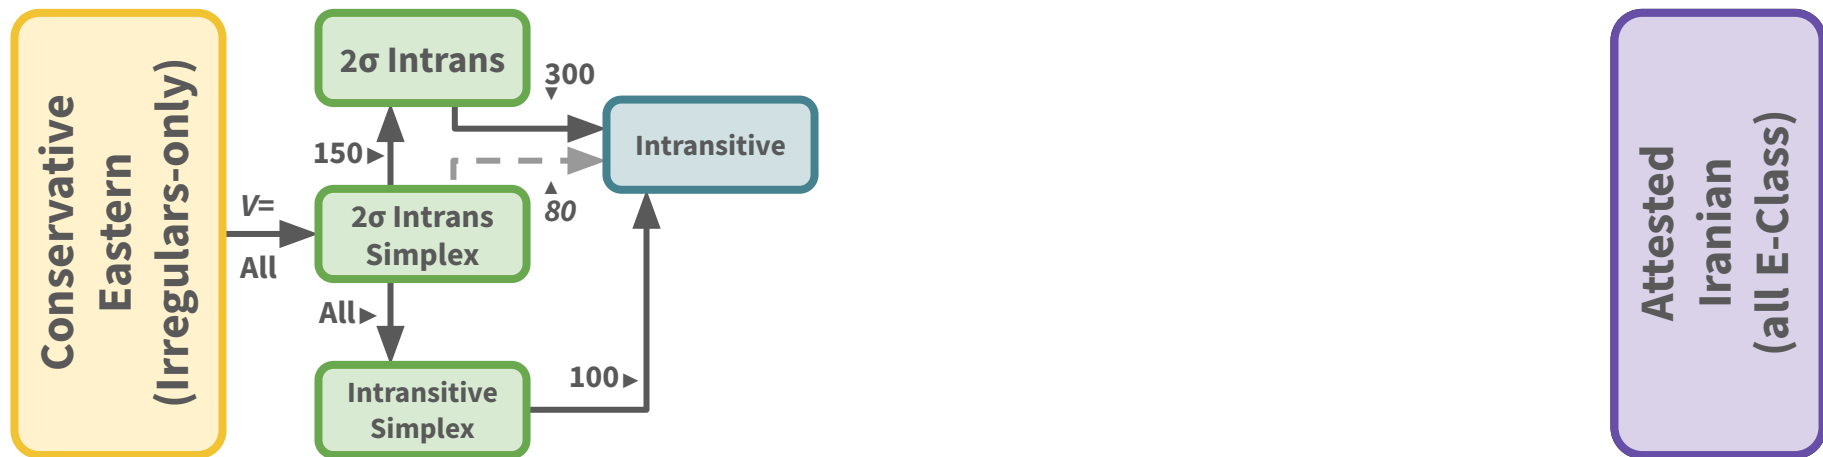 Conservative
Eastern
(Irregulars-only)
V=
All
2σ Intrans
150►
2σ Intrans
Simplex
All►
Intransitive
Simplex
300
▼
▲
80
100►
Intransitive
Attested
Iranian
(all E-Class)